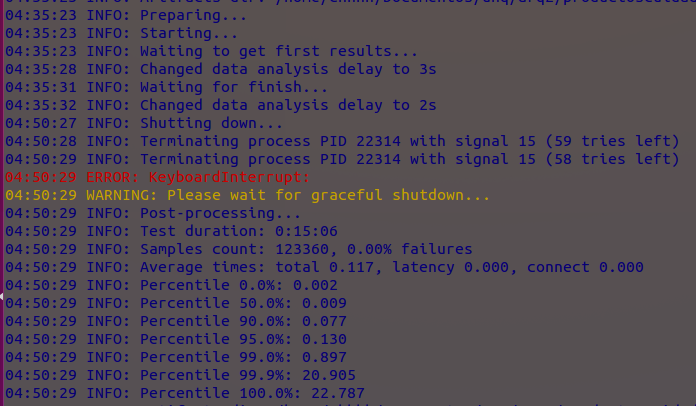 04:35:23 INFO: Preparing...
04:35:23 INFO: Starting...
04:35:23 INFO: Waiting to get first results...
04:35:28 INFO: Changed data analysis delay to 3s
04:35:31 INFO: Waiting for finish...
04:35:32 INFO: Changed data analysis delay to 2s
04:50:27 INFO: Shutting down...
04:50:28 INFO: Terminating process PID 22314 with signal 15 (59 tries left)
04:50:29 INFO: Terminating process PID 22314 with signal 15 (58 tries left)
04:50:29 ERROR: KeyboardInterrupt:
04:50:29 WARNING: Please wait for graceful shutdown...
04:50:29 INFO: Post-processing...
04:50:29 INFO: Test duration: 0:15:06
04:50:29 INFO: Samples count: 123360, 0.00% failures
04:50:29 INFO: Average times: total 0.117, latency 0.000, connect 0.000
04:50:29 INFO: Percentile 0.0%: 0.002
04:50:29 INFO: Percentile 50.0%: 0.009
04:50:29 INFO: Percentile 90.0%: 0.077
04:50:29 INFO: Percentile 95.0%: 0.130
04:50:29 INFO: Percentile 99.0%: 0.897
04:50:29 INFO: Percentile 99.9%: 20.905
04:50:29 INFO: Percentile 100.0%: 22.787